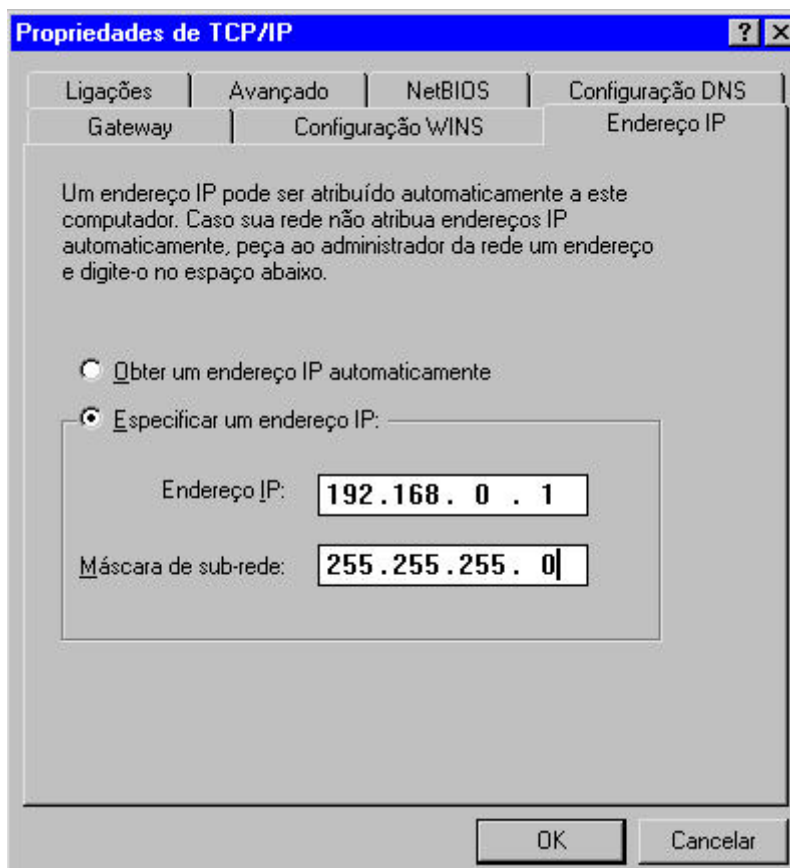 Propriedades de TCP/IP
Ligações Avançado NetBIOS Configuração DNS
Gateway Configuração WINS Endereço IP
Um endereço IP pode ser atribuído automaticamente a este
computador. Caso sua rede não atribua endereços IP
automaticamente, peça ao administrador da rede um endereço
e digite-o no espaço abaixo.
Obter um endereço IP automaticamente
Especificar um endereço IP:
Endereço IP: 192.168. 0 . 1
Máscara de sub-rede: 255.255.255. 0
OK Cancelar